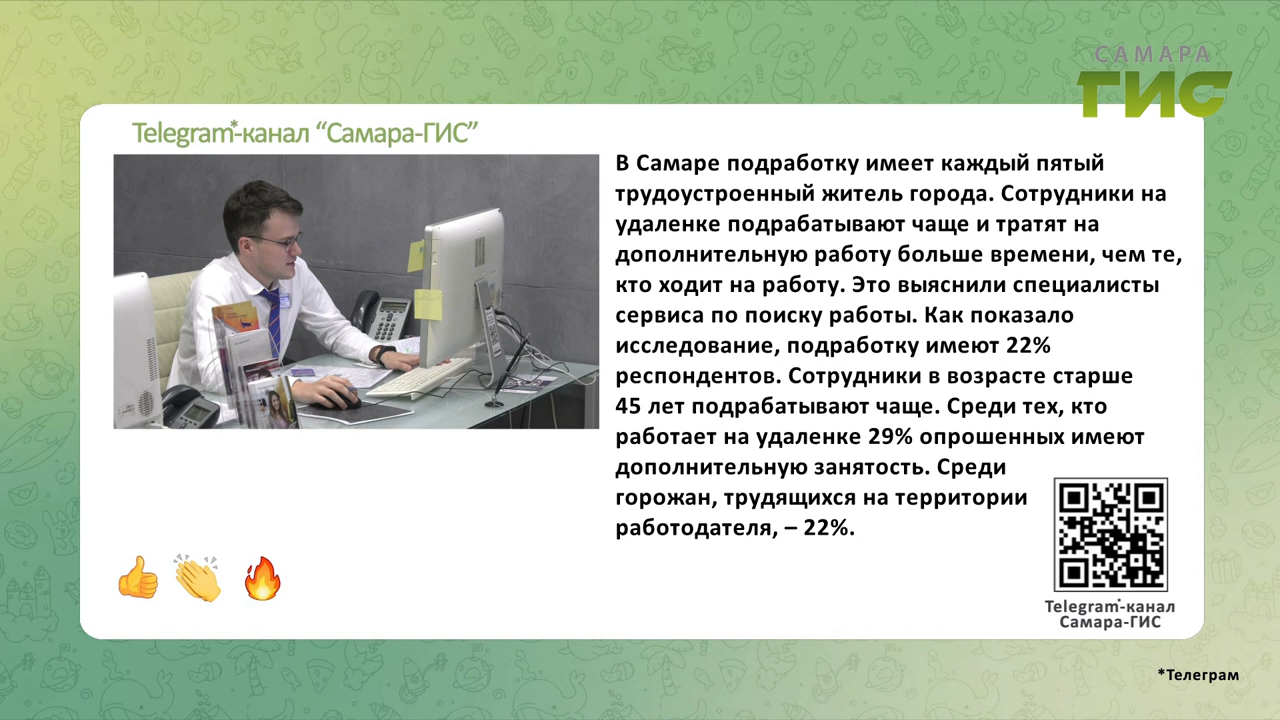 САМАРА
ГИС
Telegram*-канал “Самара-ГИС”
В Самаре подработку имеет каждый пятый
трудоустроенный житель города. Сотрудники на
удаленке подрабатывают чаще и тратят на
дополнительную работу больше времени, чем те,
кто ходит на работу. Это выяснили специалисты
сервиса по поиску работы. Как показало
исследование, подработку имеют 22%
респондентов. Сотрудники в возрасте старше
45 лет подрабатывают чаще. Среди тех, кто
работает на удаленке 29% опрошенных имеют
дополнительную занятость. Среди
горожан, трудящихся на территории
работодателя, – 22%.
Telegram*-канал
Самара-ГИС
*Телеграм